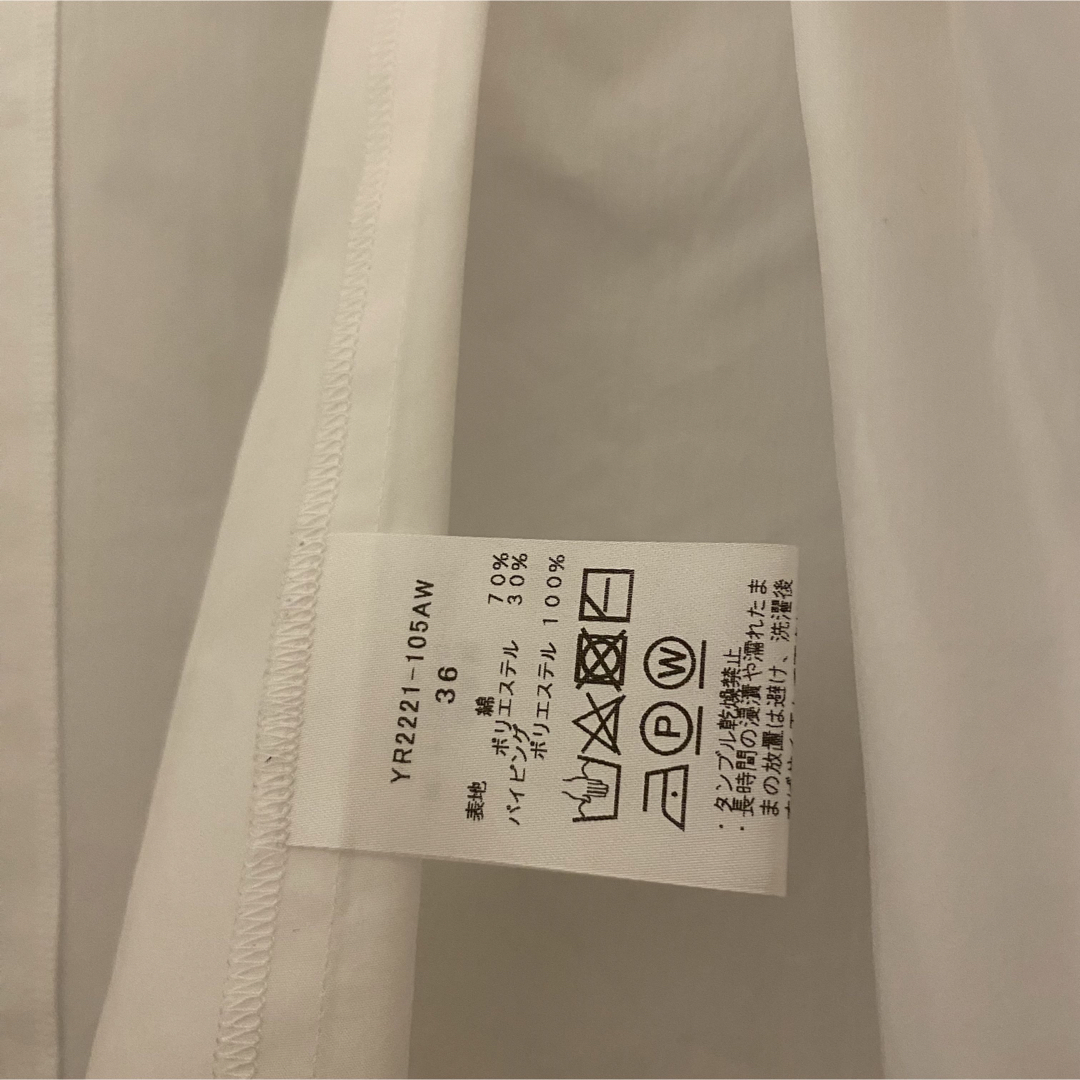 YR2221-105AW
36
表地 綿 70%
ポリエステル 30%
パイピング
ポリエステル 100%
P W
・タンブル乾燥禁止
・長時間の浸漬や濡れたま
まの放置は避け、洗濯後